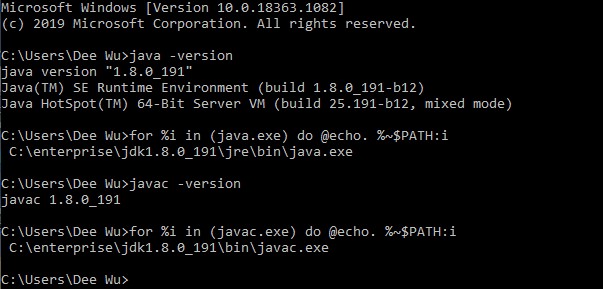 Microsoft Windows [Version 10.0.18363.1082]
(c) 2019 Microsoft Corporation. All rights reserved.
C:\Users\Dee Wu>java -version
java version "1.8.0_191"
Java(TM) SE Runtime Environment (build 1.8.0_191-b12)
Java HotSpot(TM) 64-Bit Server VM (build 25.191-b12, mixed mode)
C:\Users\Dee Wu>for %i in (java.exe) do @echo. %~$PATH:i
C:\enterprise\jdk1.8.0_191\jre\bin\java.exe
C:\Users\Dee Wu>javac -version
javac 1.8.0_191
C:\Users\Dee Wu>for %i in (javac.exe) do @echo. %~$PATH:i
C:\enterprise\jdk1.8.0_191\bin\javac.exe
C:\Users\Dee Wu>